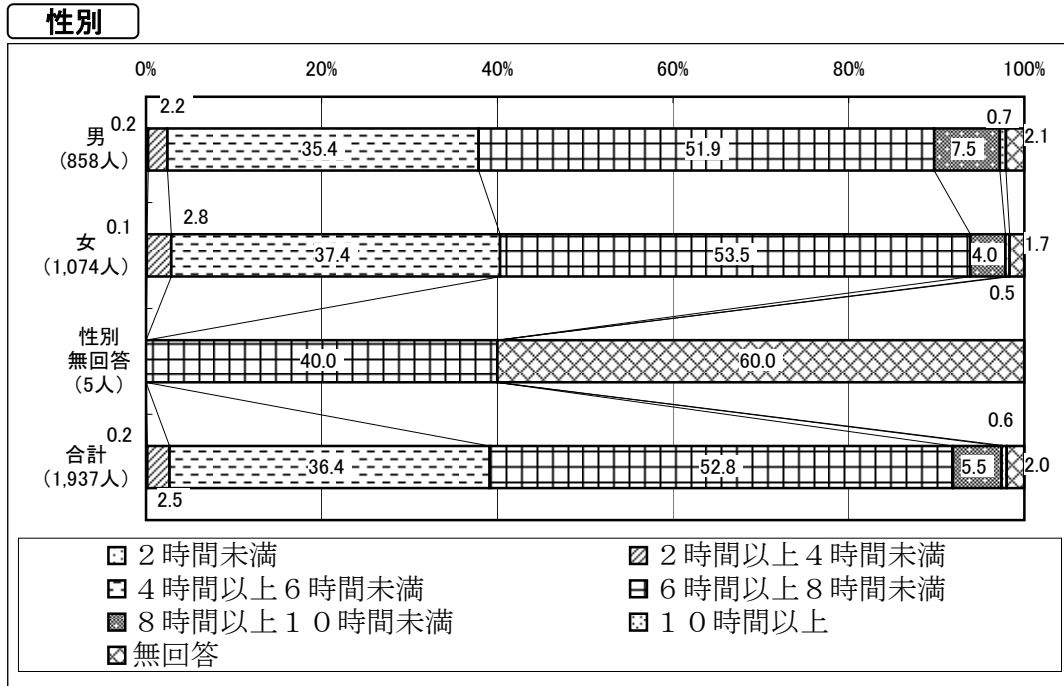 性別
0% 20% 40% 60% 80% 100%
2.2 0.7
男 0.2 35.4 51.9 7.5 2.1
(858人)
2.8
女 0.1 37.4 53.5 4.0 1.7
(1,074人)
0.5
性別
無回答 40.0 60.0
(5人)
0.6
合計 0.2 36.4 52.8 5.5 2.0
(1,937人)
2.5
２時間未満 ２時間以上４時間未満
４時間以上６時間未満 ６時間以上８時間未満
８時間以上１０時間未満 １０時間以上
無回答